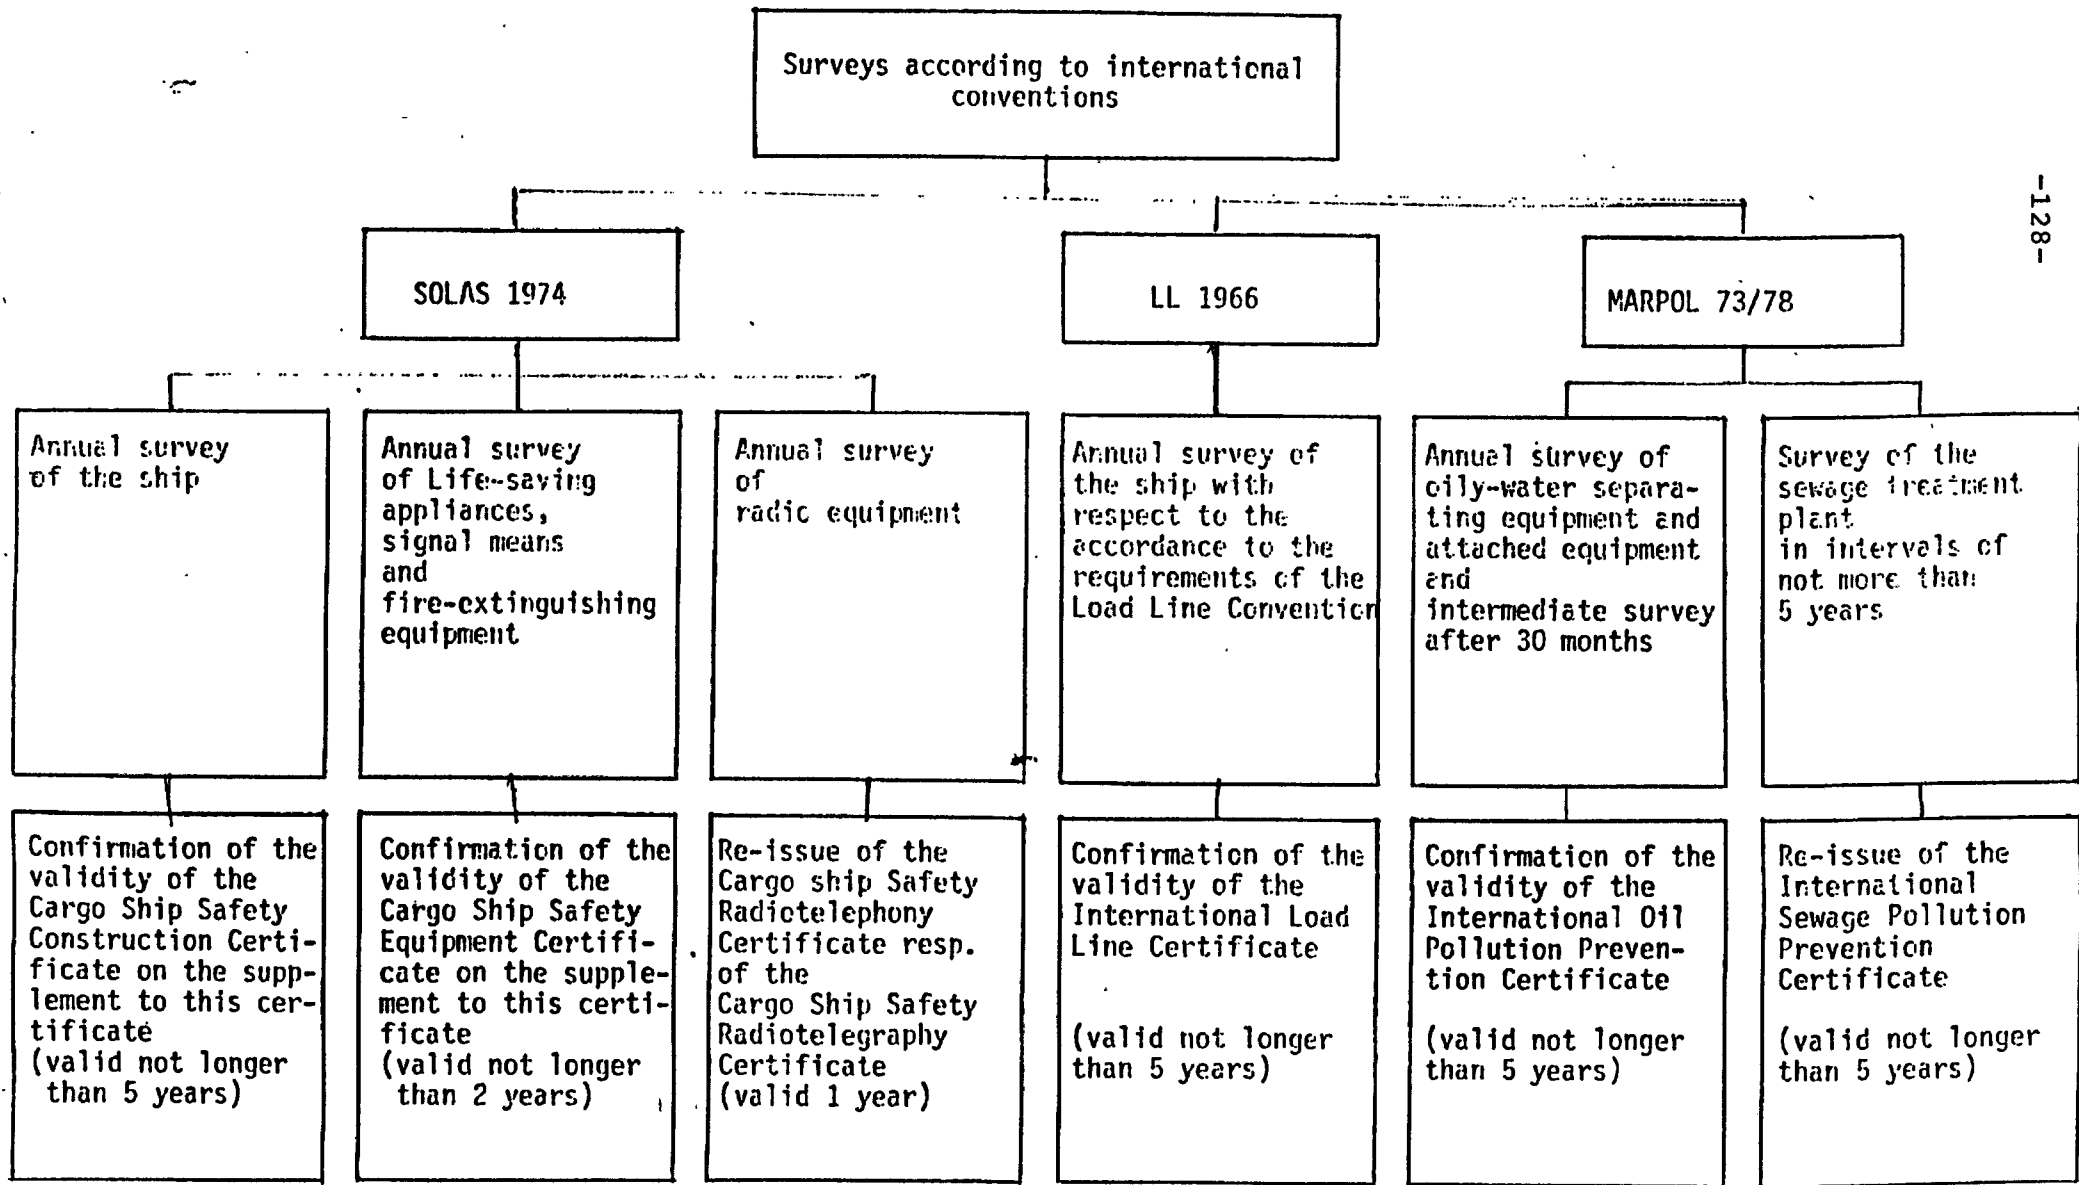 Surveys according to international
conventions
-128-
SOLAS 1974
LL 1966
MARPOL 73/78
Annual survey
of the ship
Annual survey
of Life-saving
appliances,
signal means
and
fire-extinguishing
equipment
Annual survey
of
radio equipment
Annual survey of
the ship with
respect to the
accordance to the
requirements of the
Load Line Convention
Annual survey of
oily-water separa-
ting equipment and
attached equipment
and
intermediate survey
after 30 months
Survey of the
sewage treatment
plant
in intervals of
not more than
5 years
Confirmation of the
validity of the
Cargo Ship Safety
Construction Certi-
ficate on the supp-
lement to this cer-
tificate
(valid not longer
than 5 years)
Confirmation of the
validity of the
Cargo Ship Safety
Equipment Certifi-
cate on the supple-
ment to this certi-
ficate
(valid not longer
than 2 years)
Re-issue of the
Cargo ship Safety
Radiotelephony
Certificate resp.
of the
Cargo Ship Safety
Radiotelegraphy
Certificate
(valid 1 year)
Confirmation of the
validity of the
International Load
Line Certificate
(valid not longer
than 5 years)
Confirmation of the
validity of the
International Oil
Pollution Preven-
tion Certificate
(valid not longer
than 5 years)
Re-issue of the
International
Sewage Pollution
Prevention
Certificate
(valid not longer
than 5 years)